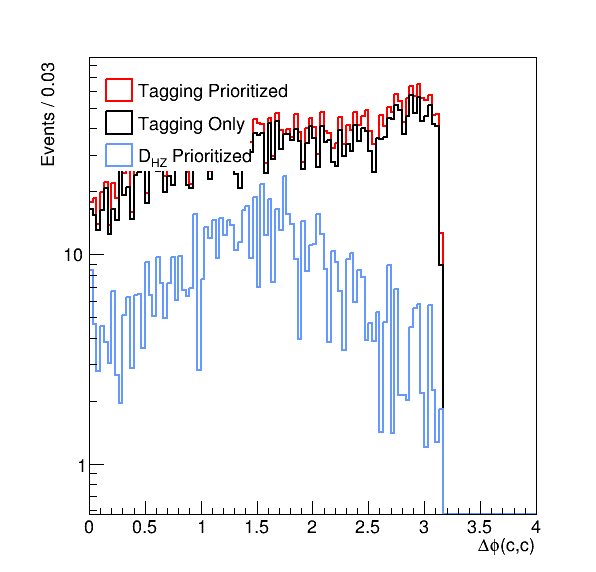 Events / 0.03
Tagging Prioritized
Tagging Only
D_HZ Prioritized
10
1
0 0.5 1 1.5 2 2.5 3 3.5 4
Δϕ(c,c)